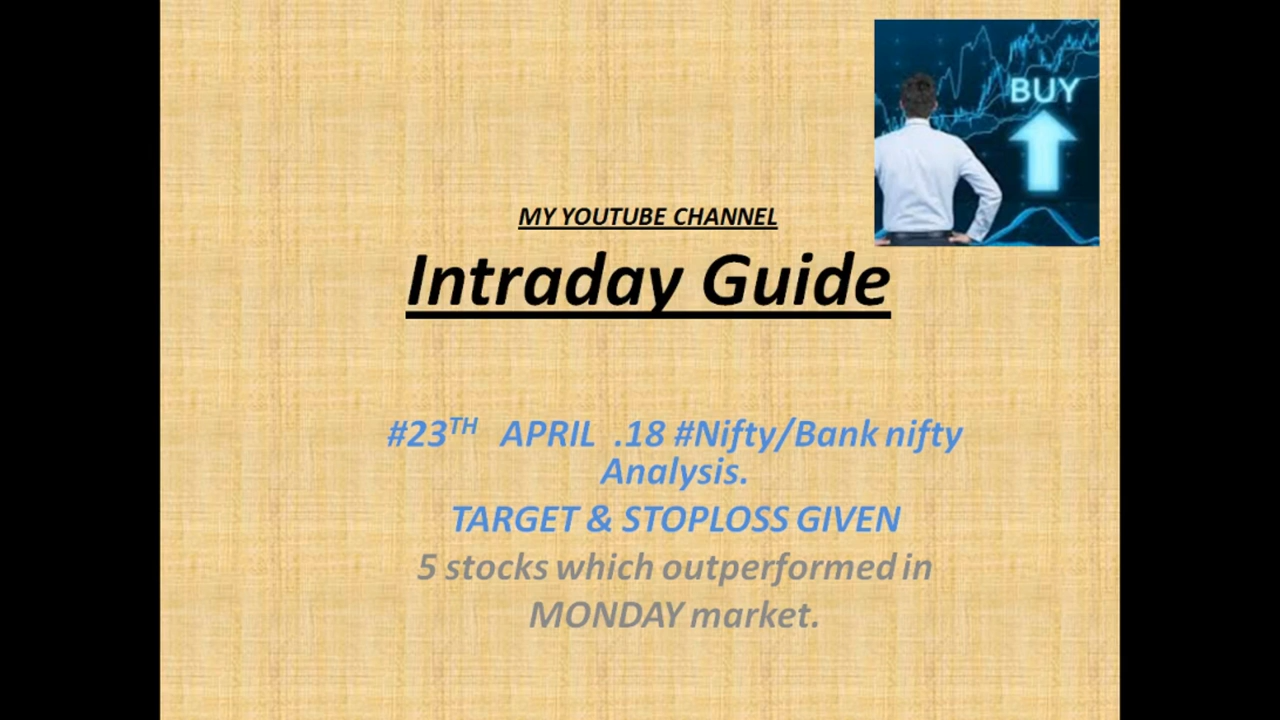 BUY
MY YOUTUBE CHANNEL
Intraday Guide
#23TH APRIL .18 #Nifty/Bank nifty
Analysis.
TARGET & STOPLOSS GIVEN
5 stocks which outperformed in
MONDAY market.